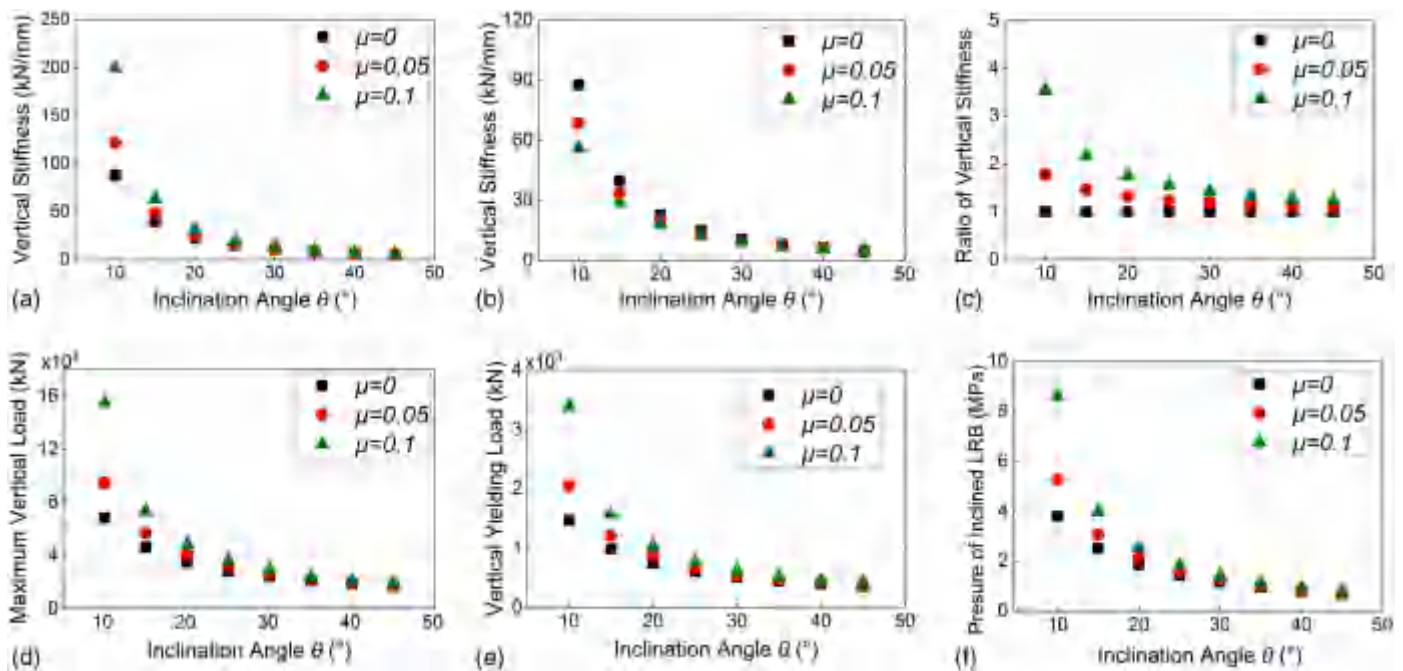 250
200
150
100
50
0
10 20 30 40 50
Vertical Stiffness (kN/mm)
μ=0
μ=0.05
μ=0.1
(a) Inclination Angle θ (°)
120
90
60
30
0
10 20 30 40 50
Vertical Stiffness (kN/mm)
μ=0
μ=0.05
μ=0.1
(b) Inclination Angle θ (°)
5
4
3
2
1
0
10 20 30 40 50
Ratio of Vertical Stiffness
μ=0
μ=0.05
μ=0.1
(c) Inclination Angle θ (°)
16
12
8
4
0
10 20 30 40 50
Maximum Vertical Load (kN)
μ=0
μ=0.05
μ=0.1
(d) Inclination Angle θ (°)
4
3
2
1
0
10 20 30 40 50
Vertical Yielding Load (kN)
μ=0
μ=0.05
μ=0.1
(e) Inclination Angle θ (°)
10
8
6
4
2
0
10 20 30 40 50
Presure of Inclined LRB (MPa)
μ=0
μ=0.05
μ=0.1
(f) Inclination Angle θ (°)